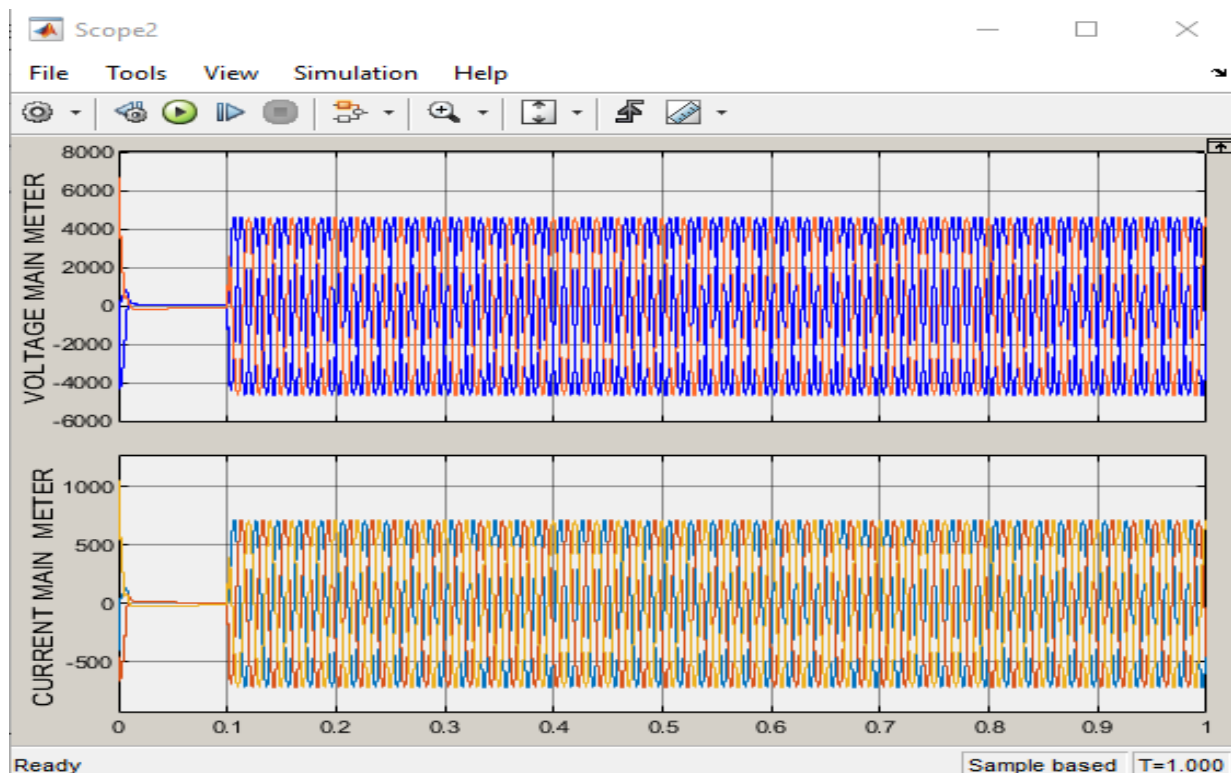 Scope2
File Tools View Simulation Help
VOLTAGE MAIN METER
8000
6000
4000
2000
0
-2000
-4000
-6000
CURRENT MAIN METER
1000
500
0
-500
0 0.1 0.2 0.3 0.4 0.5 0.6 0.7 0.8 0.9 1
Ready Sample based T=1.000